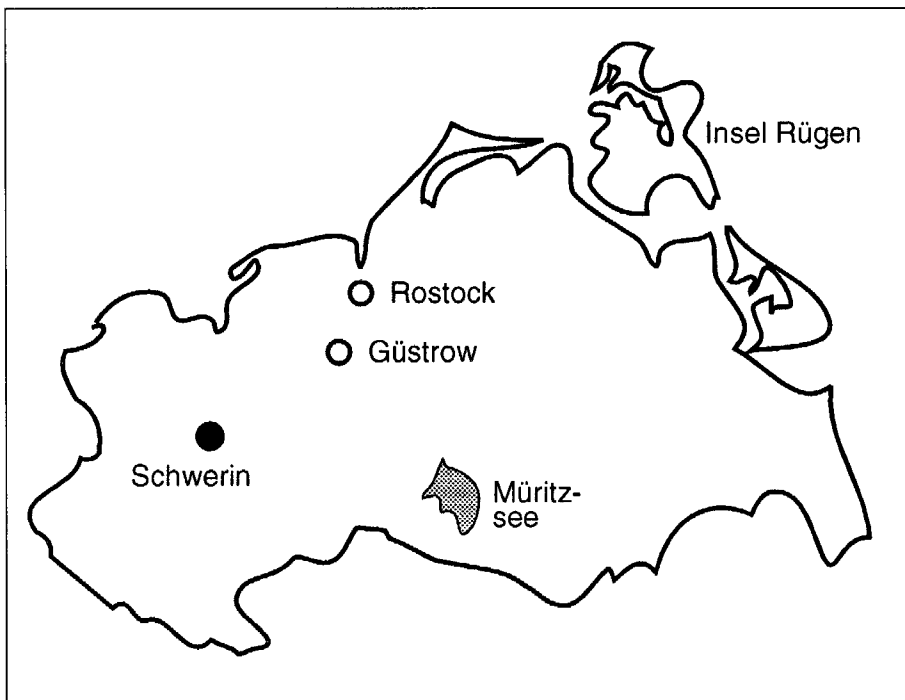 Insel Rügen
Rostock
Güstrow
Schwerin
Müritz-
see